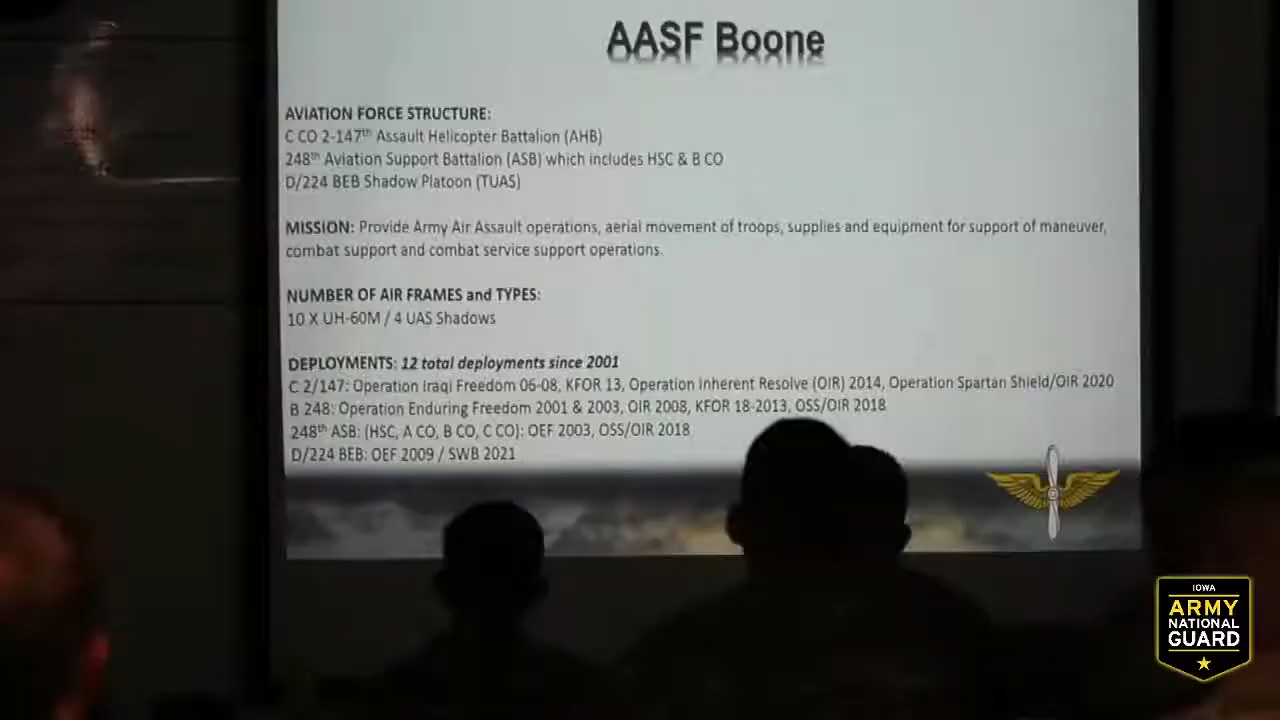 AASF Boone
AVIATION FORCE STRUCTURE:
C CO 2-147th Assault Helicopter Battalion (AHB)
248th Aviation Support Battalion (ASB) which includes HSC & B CO
D/224 BEB Shadow Platoon (TUAS)
MISSION: Provide Army Air Assault operations, aerial movement of troops, supplies and equipment for support of maneuver,
combat support and combat service support operations.
NUMBER OF AIR FRAMES and TYPES:
10 X UH-60M / 4 UAS Shadows
DEPLOYMENTS: 12 total deployments since 2001
C 2/147: Operation Iraqi Freedom 06-08, KFOR 13, Operation Inherent Resolve (OIR) 2014, Operation Spartan Shield/OIR 2020
B 248: Operation Enduring Freedom 2001 & 2003, OIR 2008, KFOR 18-2013, OSS/OIR 2018
248th ASB: (HSC, A CO, B CO, C CO): OEF 2003, OSS/OIR 2018
D/224 BEB: OEF 2009 / SWB 2021
IOWA
ARMY
NATIONAL
GUARD